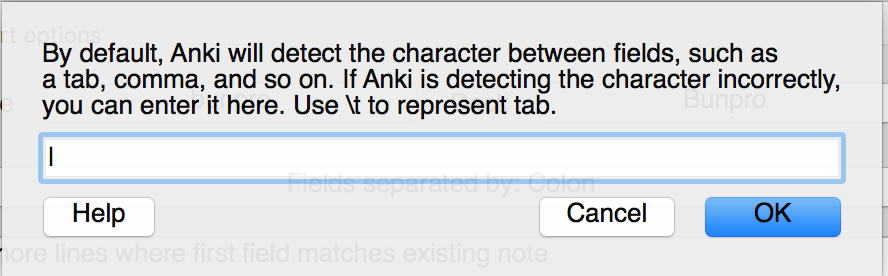 rt options
By default, Anki will detect the character between fields, such as
a tab, comma, and so on. If Anki is detecting the character incorrectly,
you can enter it here. Use \t to represent tab.
Bunpro
Fields separated by: Colon
Help
Cancel
OK
nore lines where first field matches existing note